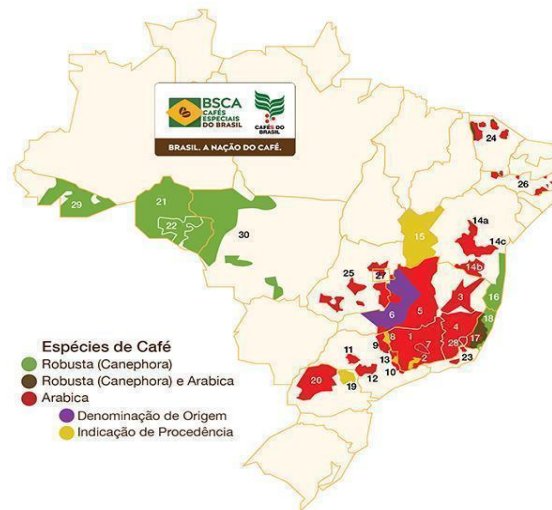 BSCA
CAFÉS
ESPECIAIS
DO BRASIL
CAFÉS DO
BRASIL
BRASIL. A NAÇÃO DO CAFÉ.
24
26
29
21
22
30
15
14a
14c
14b
27
25
6
5
3
16
4
18
17
9
8
1
7
28
2
23
13
10
11
12
20
19
Espécies de Café
Robusta (Canephora)
Robusta (Canephora) e Arabica
Arabica
Denominação de Origem
Indicação de Procedência